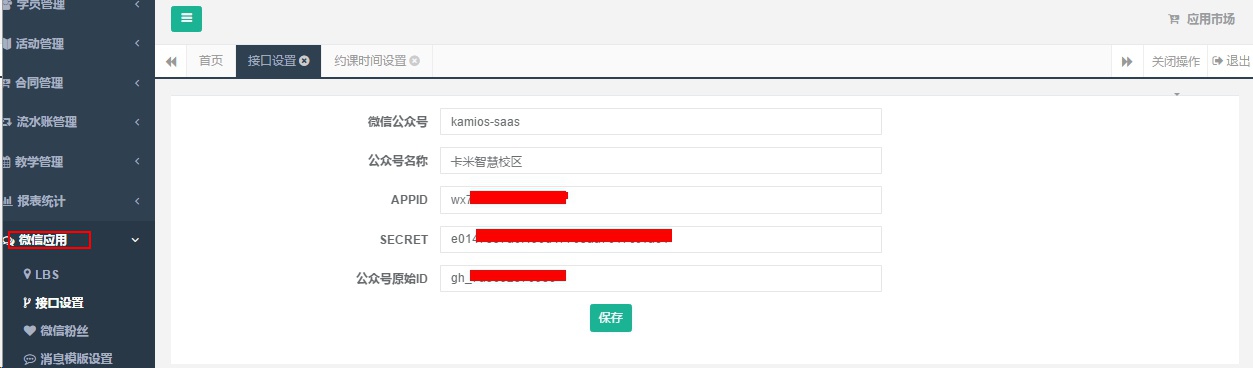 学员管理
应用市场
活动管理
首页
接口设置
约课时间设置
关闭操作
退出
合同管理
微信公众号
kamios-saas
流水账管理
公众号名称
卡米智慧校区
教学管理
APPID
wx7
报表统计
SECRET
e014
微信应用
公众号原始ID
gh_
LBS
保存
接口设置
微信粉丝
消息模版设置